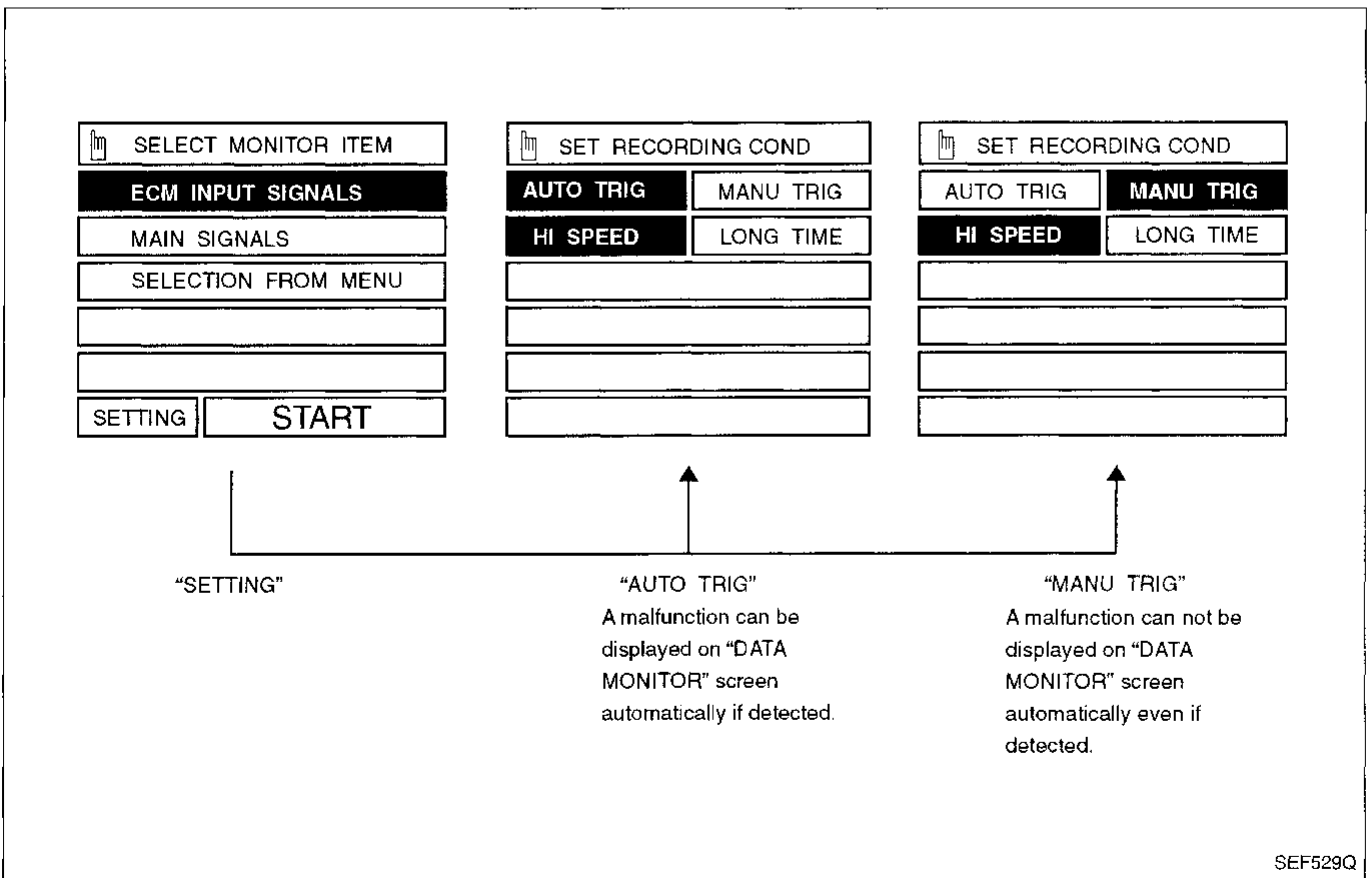 SELECT MONITOR ITEM
ECM INPUT SIGNALS
MAIN SIGNALS
SELECTION FROM MENU
SETTING START
SET RECORDING COND
AUTO TRIG MANU TRIG
HI SPEED LONG TIME
SET RECORDING COND
AUTO TRIG MANU TRIG
HI SPEED LONG TIME
"SETTING"
"AUTO TRIG"
A malfunction can be
displayed on "DATA
MONITOR" screen
automatically if detected.
"MANU TRIG"
A malfunction can not be
displayed on "DATA
MONITOR" screen
automatically even if
detected.
SEF529Q